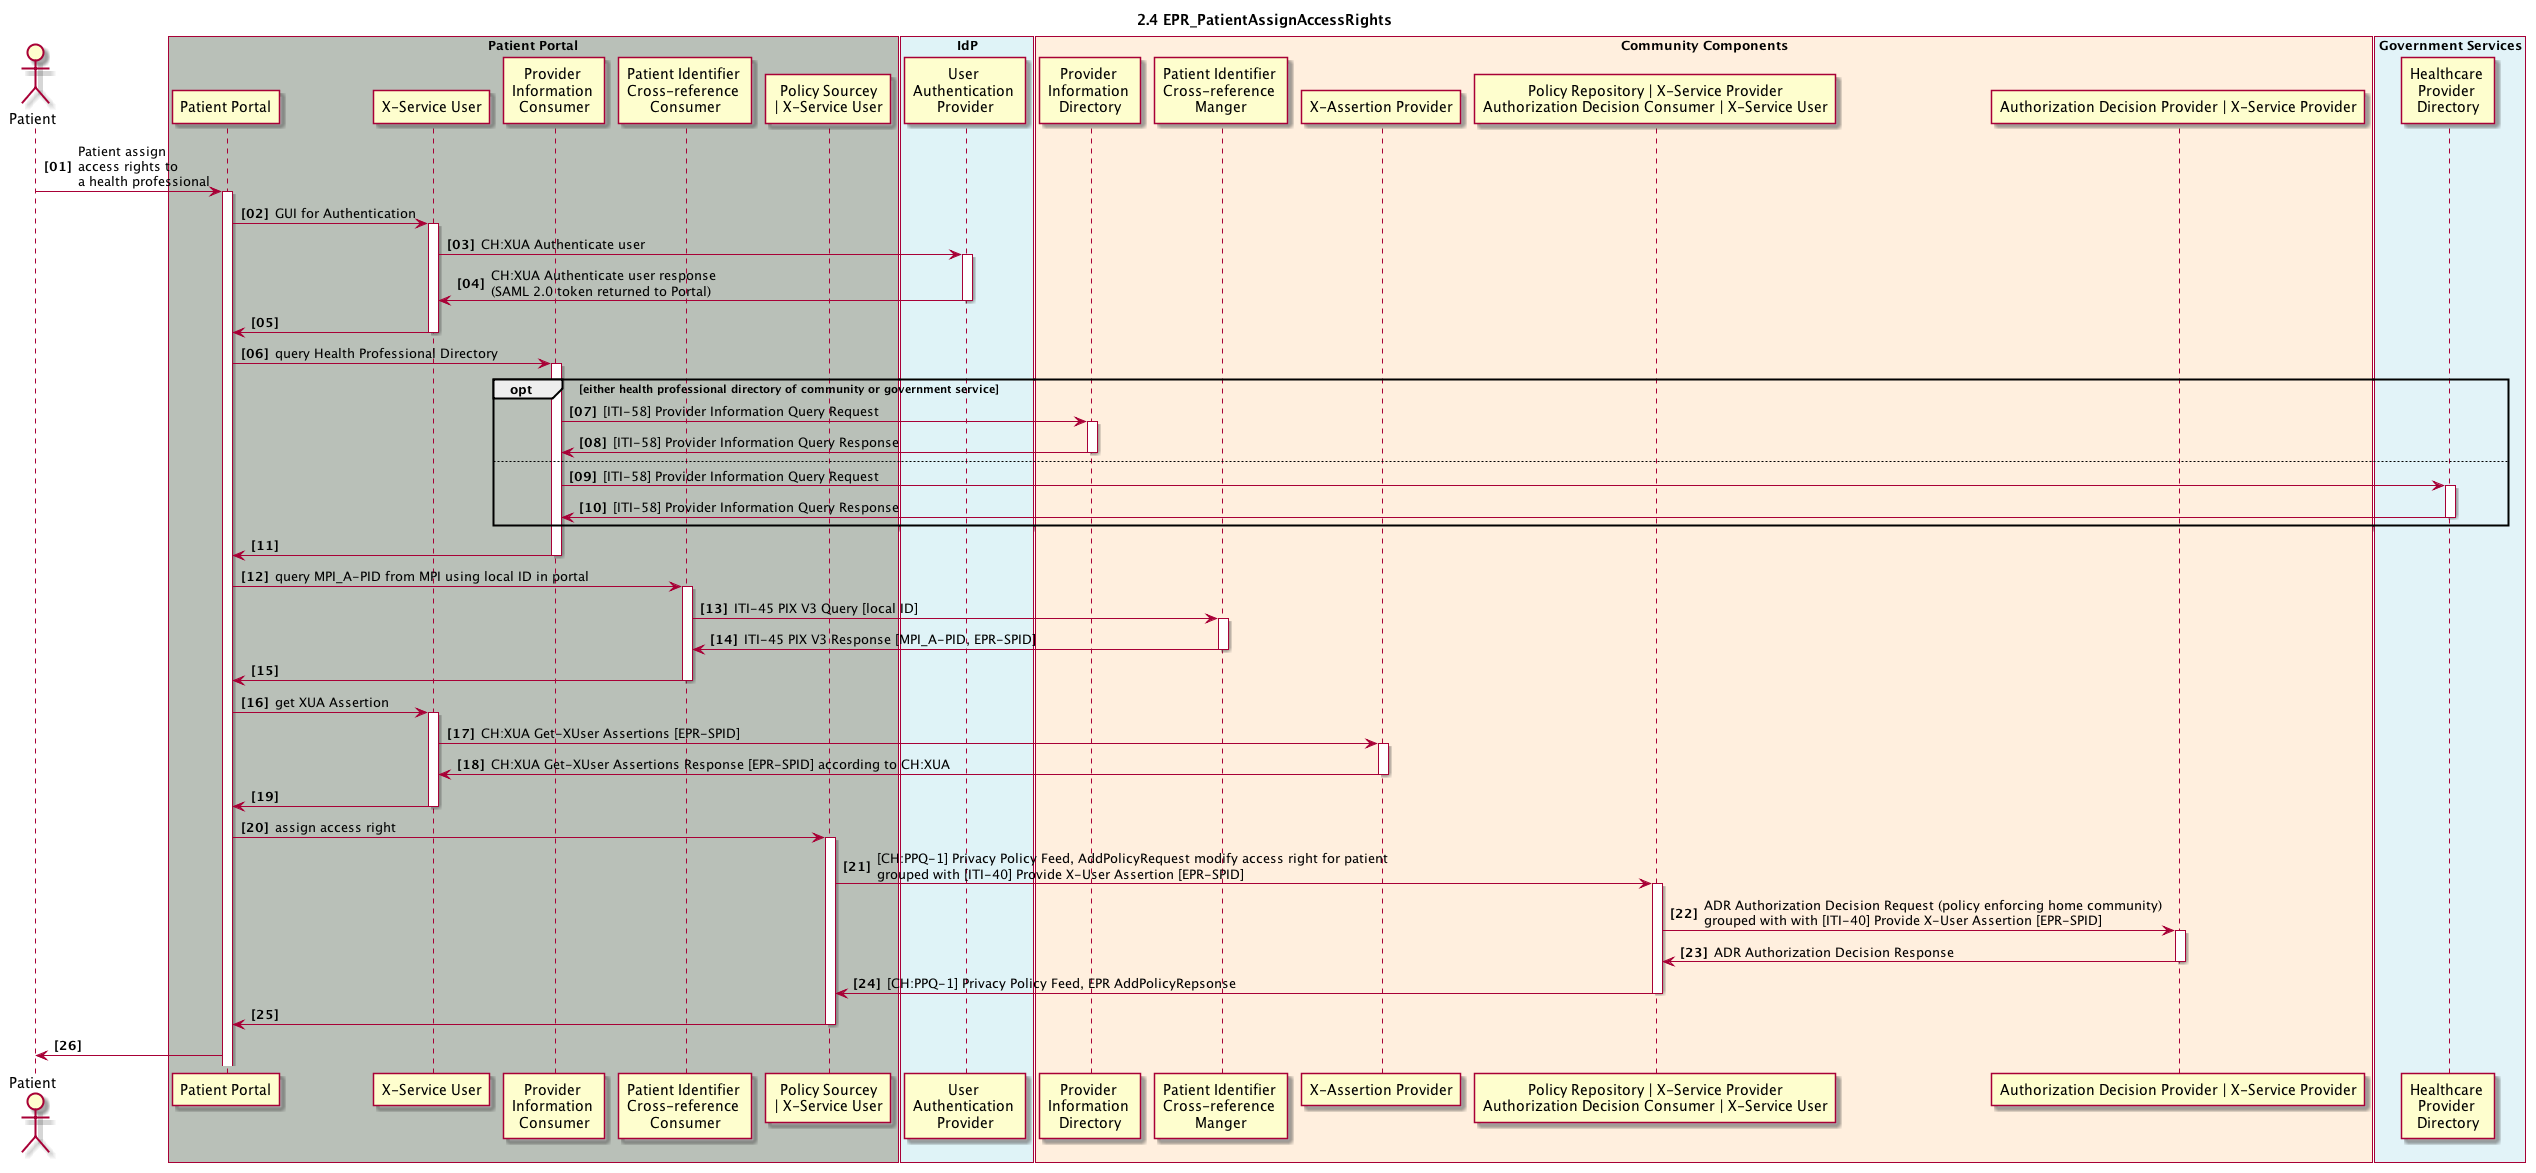 2.4 EPR_PatientAssignAccessRights
Patient Portal
IdP
Community Components
Government Services
Patient
Patient Portal
X-Service User
Provider
Information
Consumer
Patient Identifier
Cross-reference
Consumer
Policy Sourcey
| X-Service User
User
Authentication
Provider
Provider
Information
Directory
Patient Identifier
Cross-reference
Manger
X-Assertion Provider
Policy Repository | X-Service Provider
Authorization Decision Consumer | X-Service User
Authorization Decision Provider | X-Service Provider
Healthcare
Provider
Directory
[01] Patient assign
access rights to
a health professional
[02] GUI for Authentication
[03] CH:XUA Authenticate user
[04] CH:XUA Authenticate user response
(SAML 2.0 token returned to Portal)
[05]
[06] query Health Professional Directory
opt [either health professional directory of community or government service]
[07] [ITI-58] Provider Information Query Request
[08] [ITI-58] Provider Information Query Response
[09] [ITI-58] Provider Information Query Request
[10] [ITI-58] Provider Information Query Response
[11]
[12] query MPI_A-PID from MPI using local ID in portal
[13] ITI-45 PIX V3 Query [local ID]
[14] ITI-45 PIX V3 Response [MPI_A-PID, EPR-SPID]
[15]
[16] get XUA Assertion
[17] CH:XUA Get-XUser Assertions [EPR-SPID]
[18] CH:XUA Get-XUser Assertions Response [EPR-SPID] according to CH:XUA
[19]
[20] assign access right
[21] [CH:PPQ-1] Privacy Policy Feed, AddPolicyRequest modify access right for patient
grouped with [ITI-40] Provide X-User Assertion [EPR-SPID]
[22] ADR Authorization Decision Request (policy enforcing home community)
grouped with with [ITI-40] Provide X-User Assertion [EPR-SPID]
[23] ADR Authorization Decision Response
[24] [CH:PPQ-1] Privacy Policy Feed, EPR AddPolicyRepsonse
[25]
[26]
Patient
Patient Portal
X-Service User
Provider
Information
Consumer
Patient Identifier
Cross-reference
Consumer
Policy Sourcey
| X-Service User
User
Authentication
Provider
Provider
Information
Directory
Patient Identifier
Cross-reference
Manger
X-Assertion Provider
Policy Repository | X-Service Provider
Authorization Decision Consumer | X-Service User
Authorization Decision Provider | X-Service Provider
Healthcare
Provider
Directory